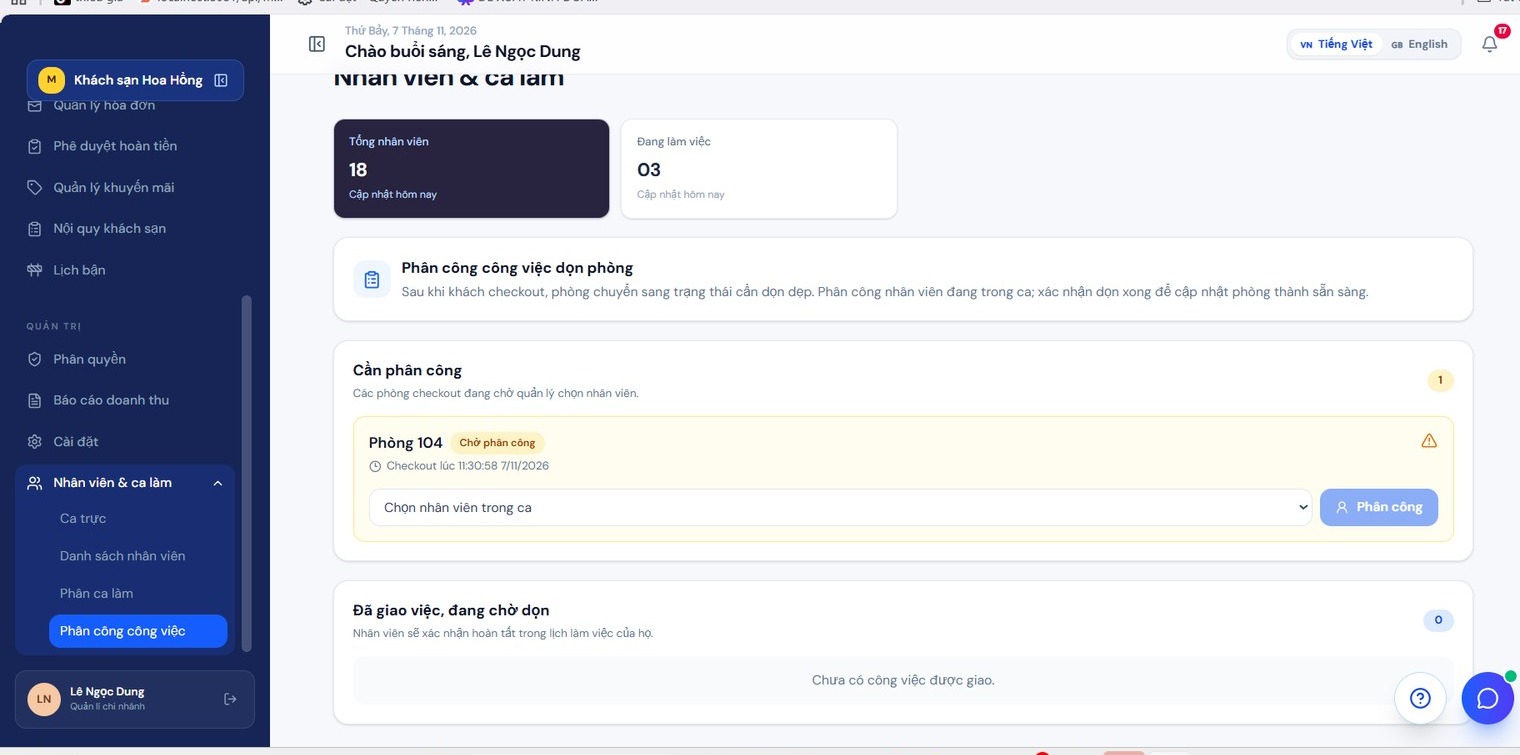 Thứ Bảy, 7 Tháng 11, 2026
Chào buổi sáng, Lê Ngọc Dung
VN Tiếng Việt
GB English
17
M Khách sạn Hoa Hồng
Quản lý hóa đơn
Phê duyệt hoàn tiền
Quản lý khuyến mãi
Nội quy khách sạn
Lịch bận
QUẢN TRỊ
Phân quyền
Báo cáo doanh thu
Cài đặt
Nhân viên & ca làm
Ca trực
Danh sách nhân viên
Phân ca làm
Phân công công việc
LN
Lê Ngọc Dung
Quản lí chi nhánh
Nhân viên & ca làm
Tổng nhân viên
18
Cập nhật hôm nay
Đang làm việc
03
Cập nhật hôm nay
Phân công công việc dọn phòng
Sau khi khách checkout, phòng chuyển sang trạng thái cần dọn dẹp. Phân công nhân viên đang trong ca; xác nhận dọn xong để cập nhật phòng thành sẵn sàng.
Cần phân công
Các phòng checkout đang chờ quản lý chọn nhân viên.
1
Phòng 104 Chờ phân công
Checkout lúc 11:30:58 7/11/2026
Chọn nhân viên trong ca
Phân công
Đã giao việc, đang chờ dọn
Nhân viên sẽ xác nhận hoàn tất trong lịch làm việc của họ.
0
Chưa có công việc được giao.